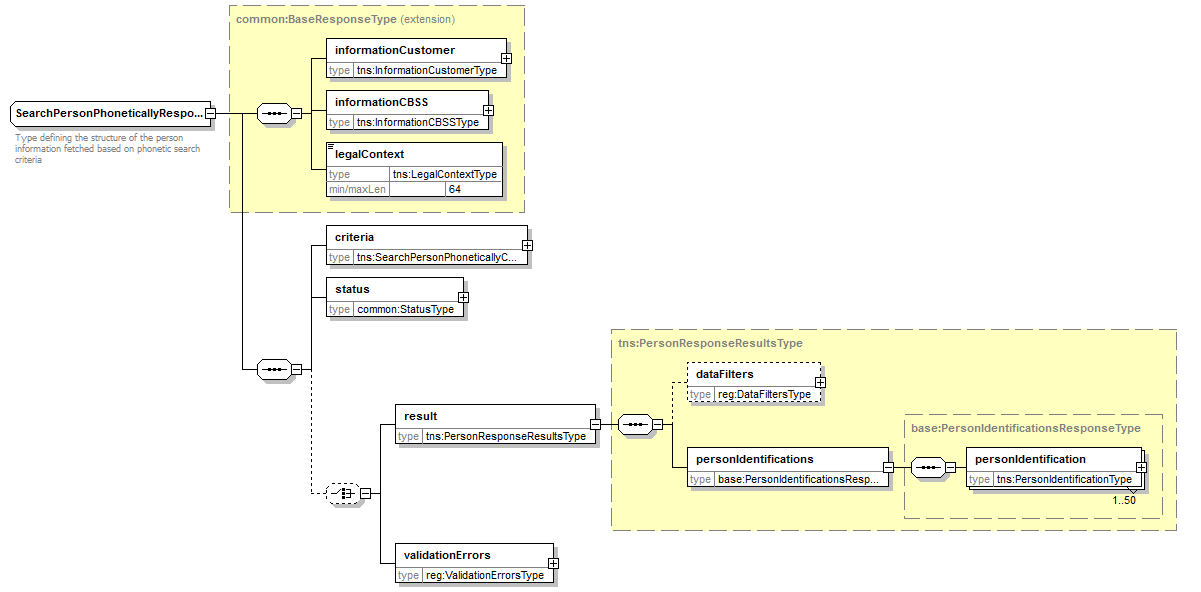 common:BaseResponseType (extension)
informationCustomer
type tns:InformationCustomerType
informationCBSS
type tns:InformationCBSSType
legalContext
type tns:LegalContextType
min/maxLen 64
SearchPersonPhoneticallyRespo...
Type defining the structure of the person
information fetched based on phonetic search
criteria
criteria
type tns:SearchPersonPhoneticallyC...
status
type common:StatusType
tns:PersonResponseResultsType
dataFilters
type reg:DataFiltersType
result
type tns:PersonResponseResultsType
base:PersonIdentificationsResponseType
personIdentifications
type base:PersonIdentificationsResp...
personIdentification
type tns:PersonIdentificationType
1..50
validationErrors
type reg:ValidationErrorsType